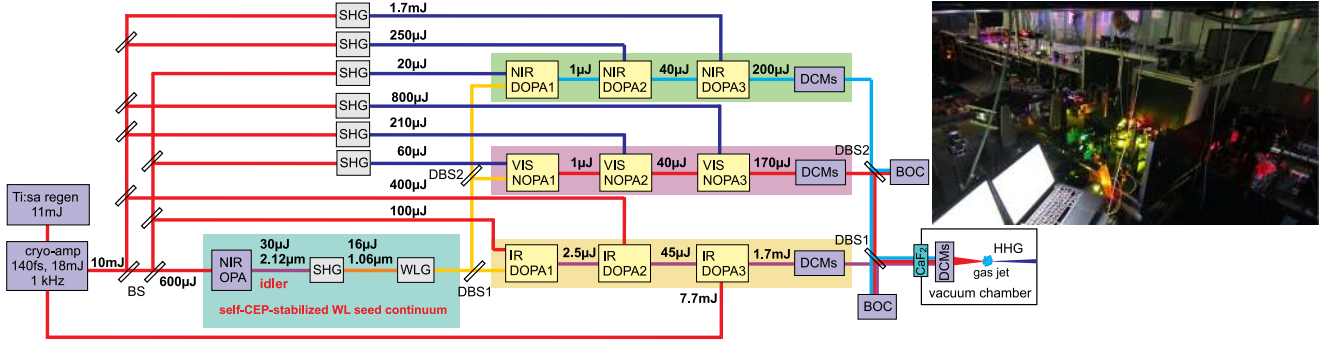 SHG
1.7mJ
SHG
250μJ
SHG
20μJ
NIR
DOPA1
1μJ
NIR
DOPA2
40μJ
NIR
DOPA3
200μJ
DCMs
SHG
800μJ
SHG
210μJ
SHG
60μJ
DBS2
VIS
NOPA1
1μJ
VIS
NOPA2
40μJ
VIS
NOPA3
170μJ
DCMs
DBS2
BOC
400μJ
100μJ
Ti:sa regen
11mJ
cryo-amp
140fs, 18mJ
1 kHz
10mJ
BS
600μJ
NIR
OPA
30μJ
2.12μm
idler
SHG
16μJ
1.06μm
WLG
self-CEP-stabilized WL seed continuum
DBS1
IR
DOPA1
2.5μJ
IR
DOPA2
45μJ
IR
DOPA3
1.7mJ
DCMs
7.7mJ
DBS1
BOC
CaF2
DCMs
HHG
gas jet
vacuum chamber